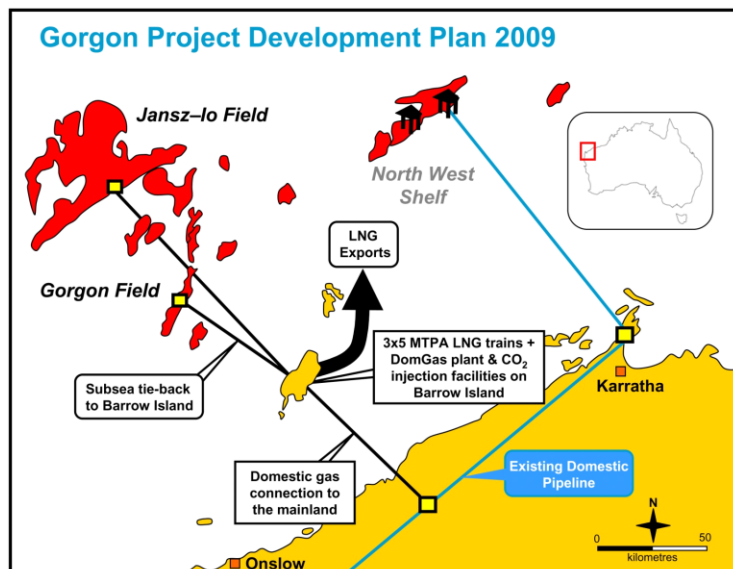 Gorgon Project Development Plan 2009
Jansz–Io Field
North West
Shelf
LNG
Exports
Gorgon Field
3x5 MTPA LNG trains +
DomGas plant & CO2
injection facilities on
Barrow Island
Subsea tie-back
to Barrow Island
Karratha
Domestic gas
connection to
the mainland
Existing Domestic
Pipeline
N
0 50
kilometres
Onslow